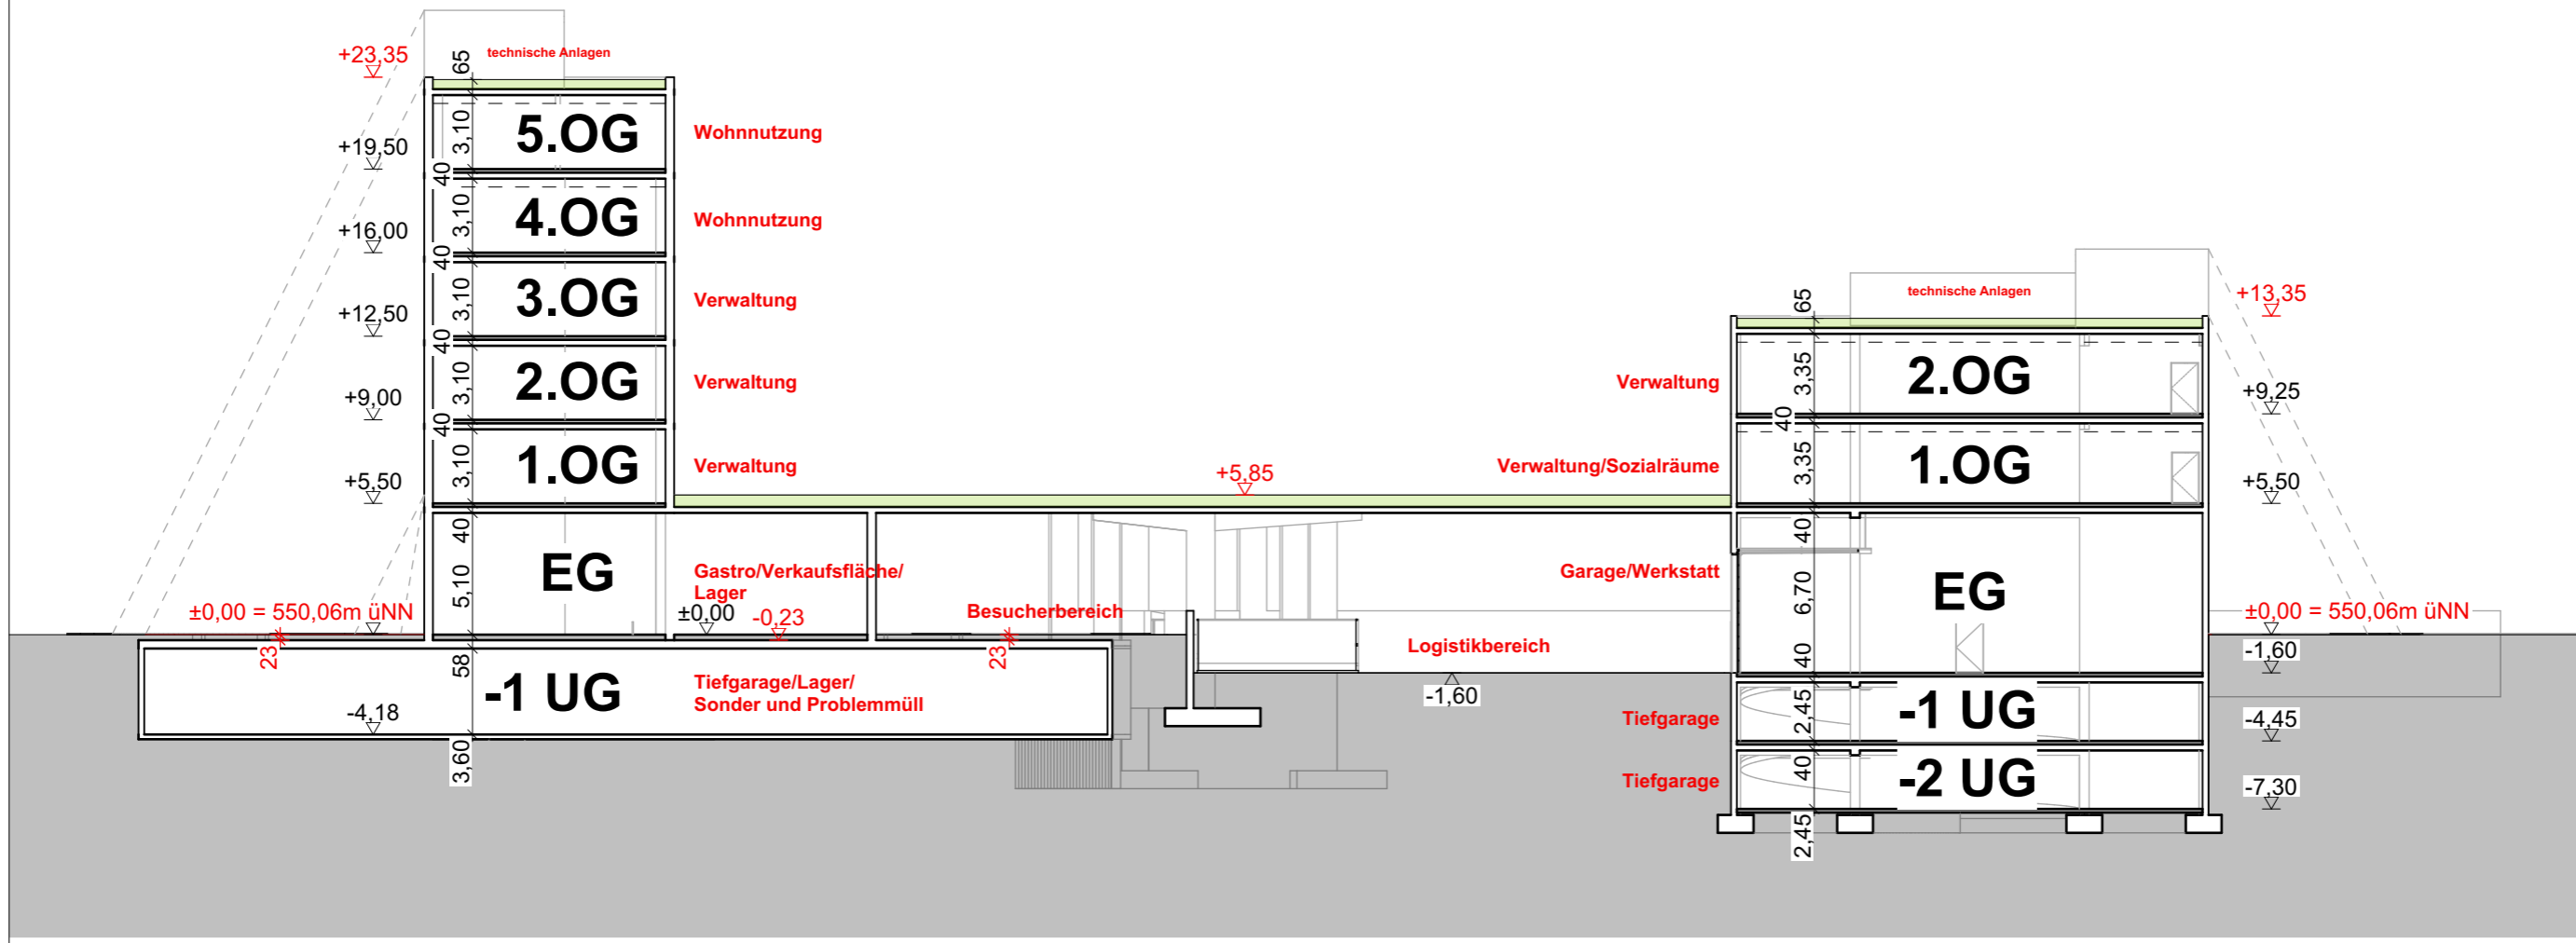 technische Anlagen
+23,35
65
5.OG
3,10
Wohnnutzung
+19,50
40
4.OG
3,10
Wohnnutzung
+16,00
40
3.OG
3,10
Verwaltung
+12,50
40
2.OG
3,10
Verwaltung
+9,00
40
1.OG
3,10
Verwaltung
+5,50
40
EG
5,10
Gastro/Verkaufsfläche/
Lager
±0,00 = 550,06m üNN
±0,00
-0,23
23
58
-1 UG
Tiefgarage/Lager/
Sonder und Problemmüll
-4,18
3,60
+5,85
Besucherbereich
23
Logistikbereich
-1,60
technische Anlagen
+13,35
65
Verwaltung
3,35
2.OG
+9,25
40
Verwaltung/Sozialräume
3,35
1.OG
+5,50
40
Garage/Werkstatt
6,70
EG
±0,00 = 550,06m üNN
-1,60
40
Tiefgarage
2,45
-1 UG
-4,45
40
Tiefgarage
-2 UG
-7,30
2,45